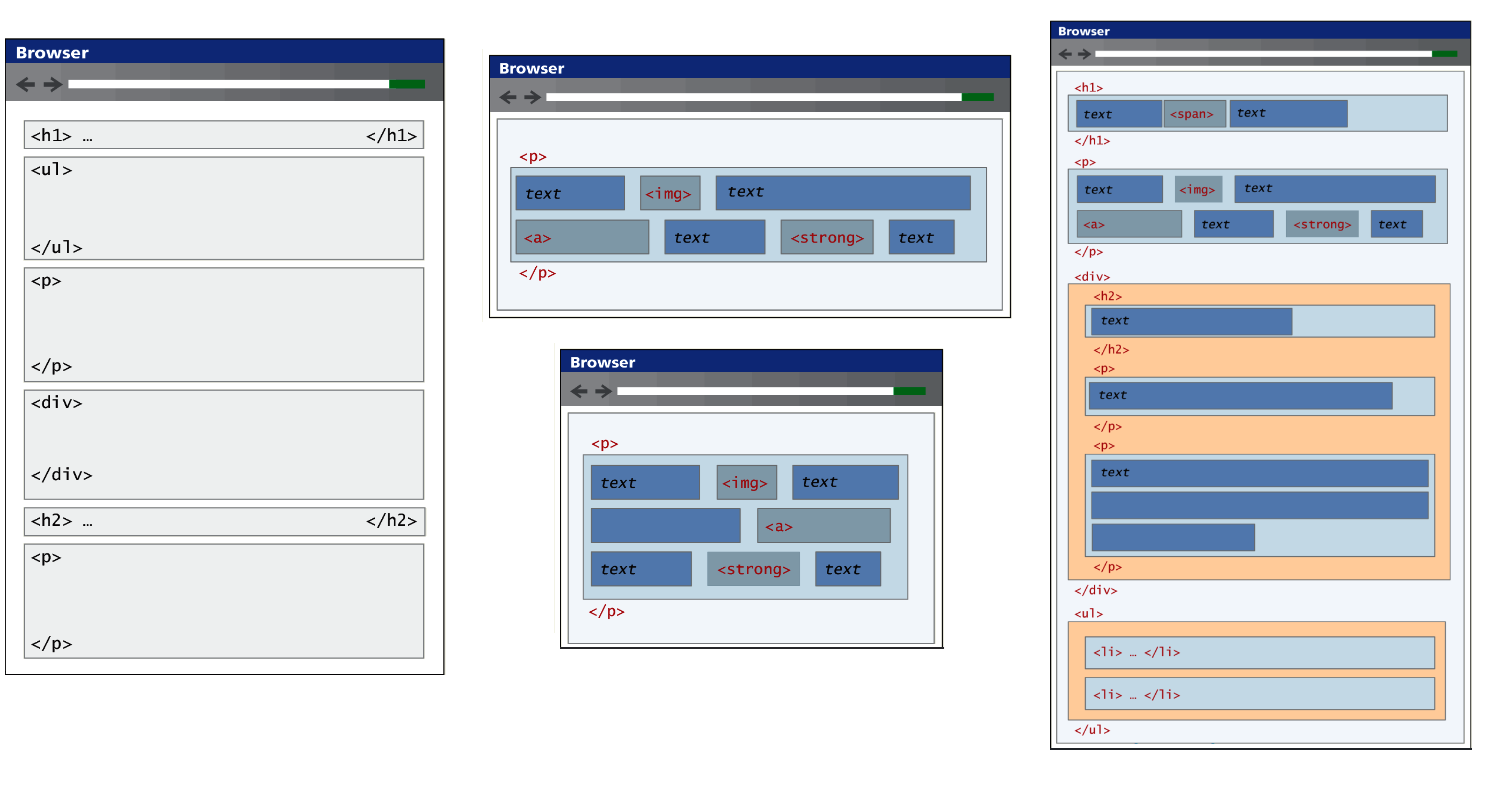 Browser
<h1> … </h1>
<ul>
</ul>
<p>
</p>
<div>
</div>
<h2> … </h2>
<p>
</p>
Browser
<p>
text <img> text
<a> text <strong> text
</p>
Browser
<p>
text <img> text
<a>
text <strong> text
</p>
Browser
<h1>
text <span> text
</h1>
<p>
text <img> text
<a> text <strong> text
</p>
<div>
<h2>
text
</h2>
<p>
text
</p>
<p>
text
</p>
</div>
<ul>
<li> … </li>
<li> … </li>
</ul>